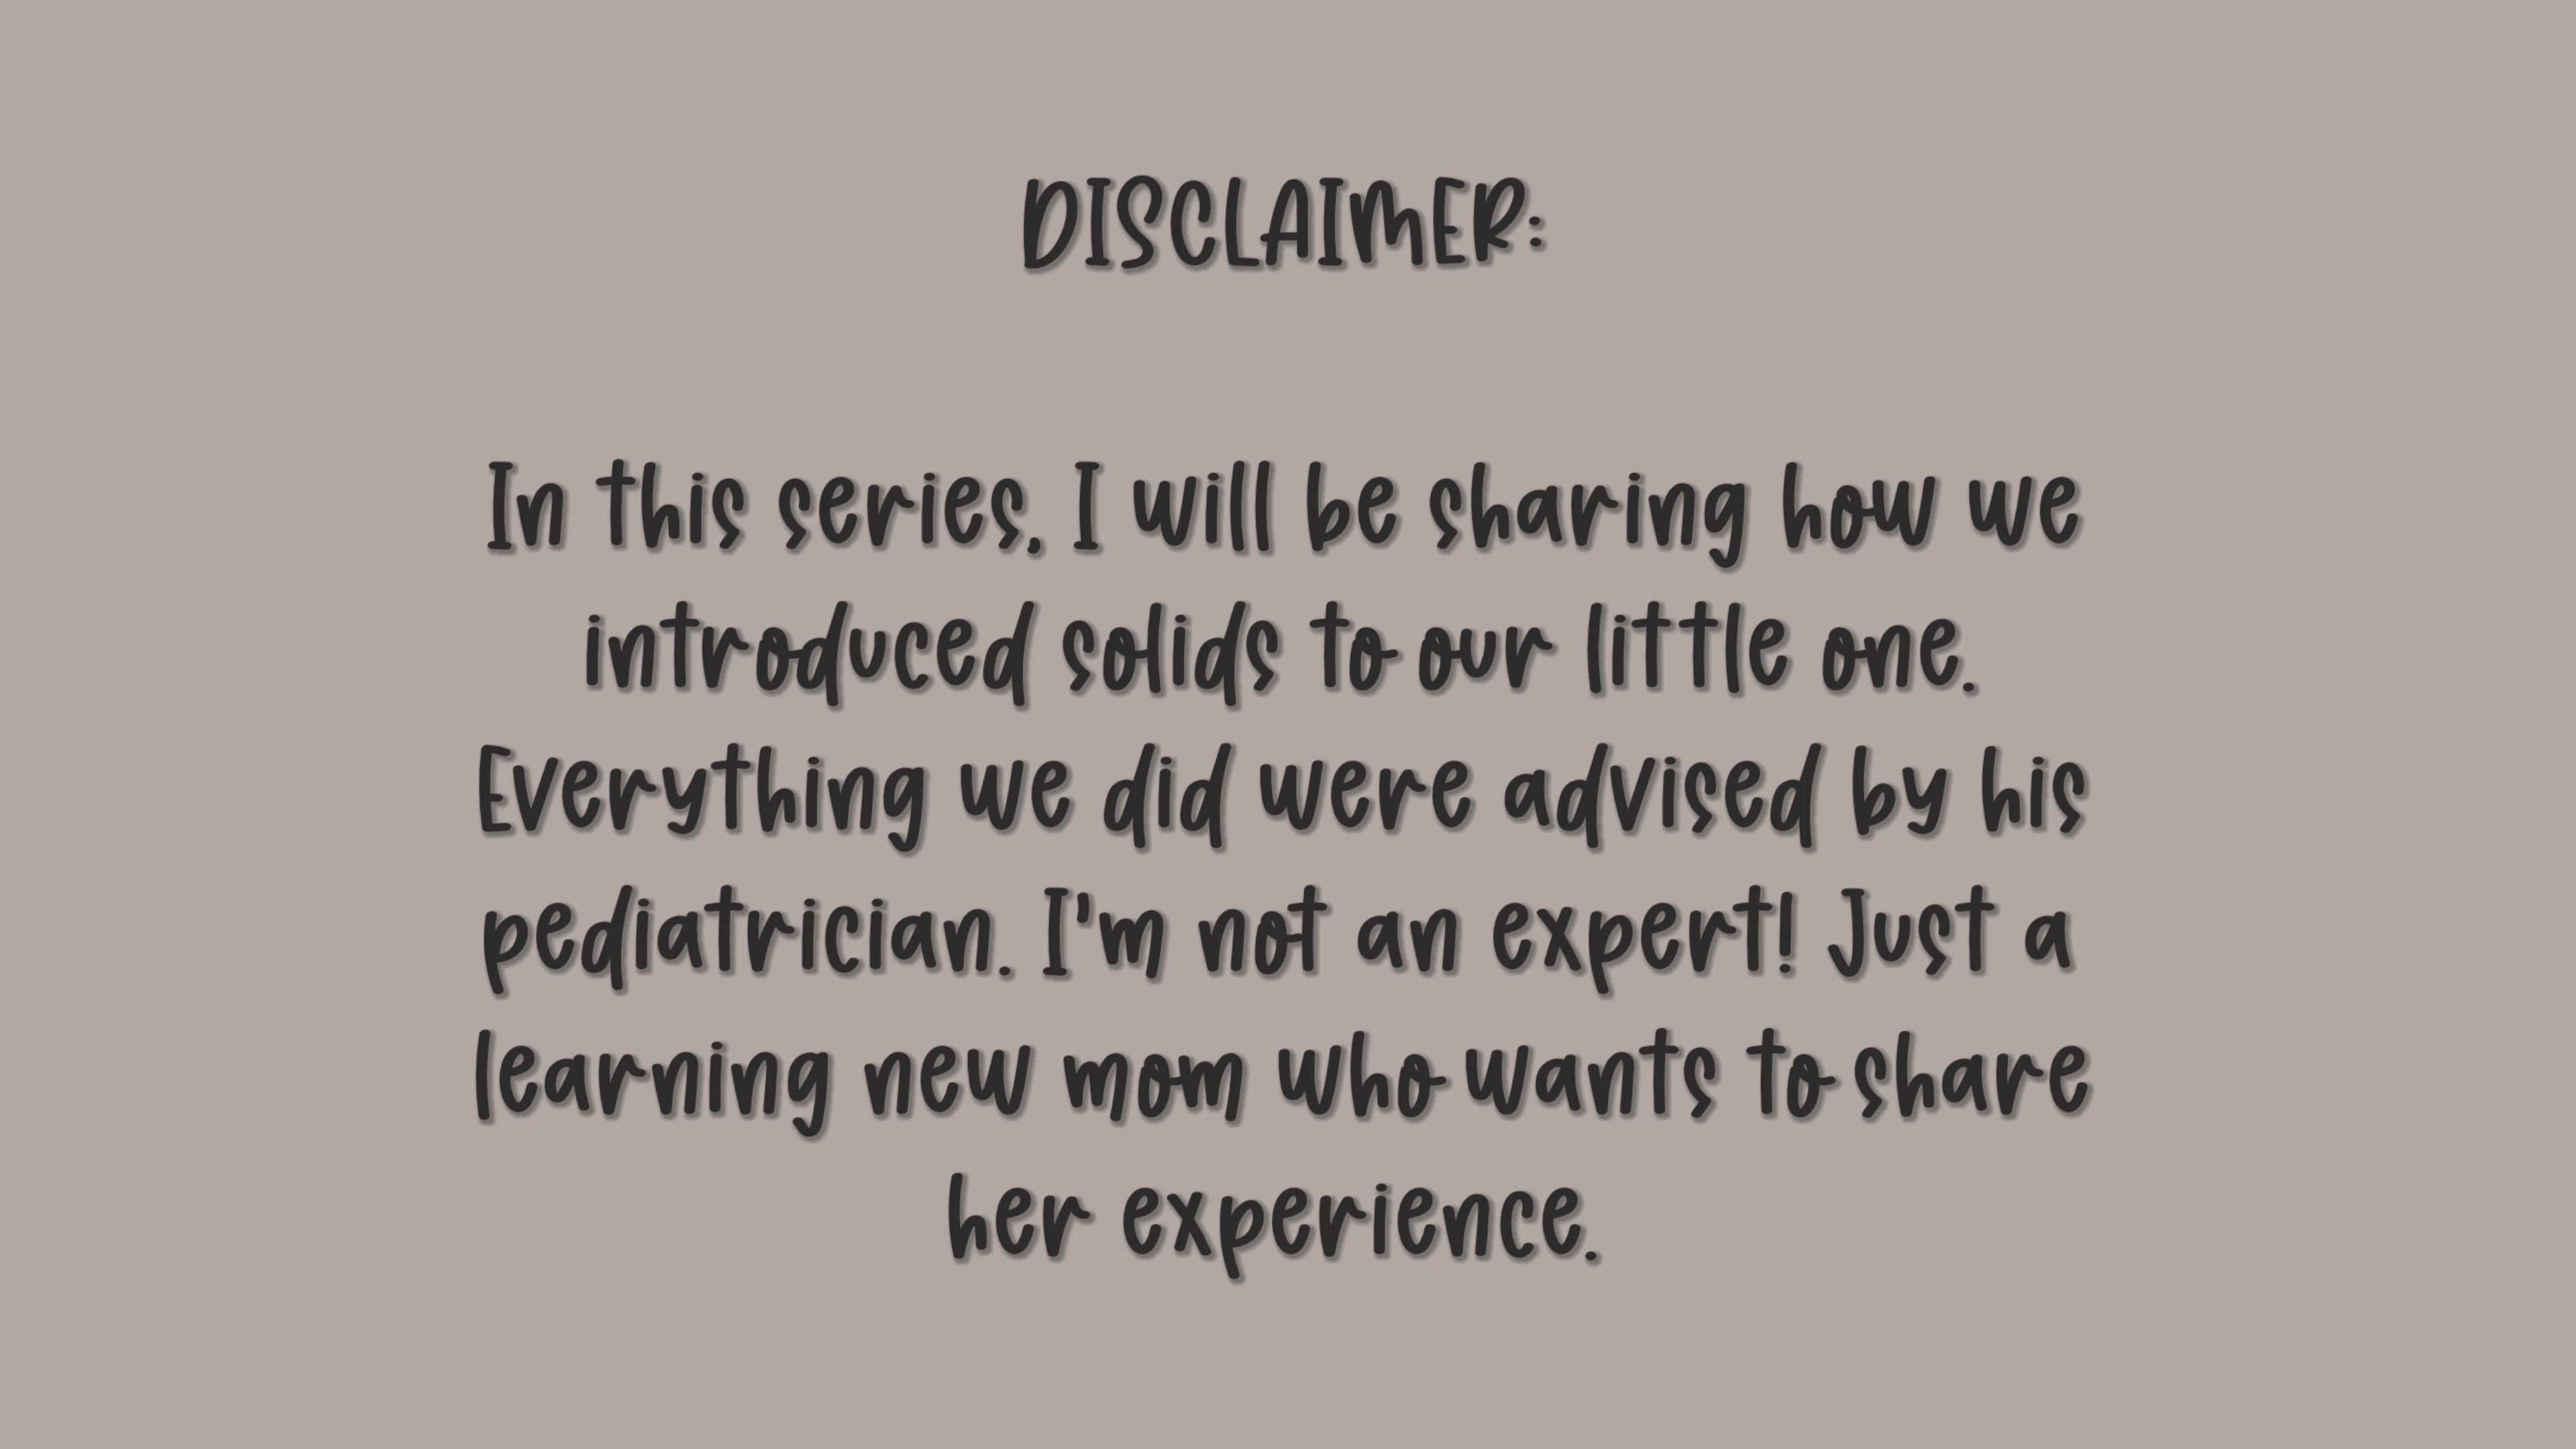 DISCLAIMER:
In this series, I will be sharing how we
introduced solids to our little one.
Everything we did were advised by his
pediatrician. I'm not an expert! Just a
learning new mom who wants to share
her experience.